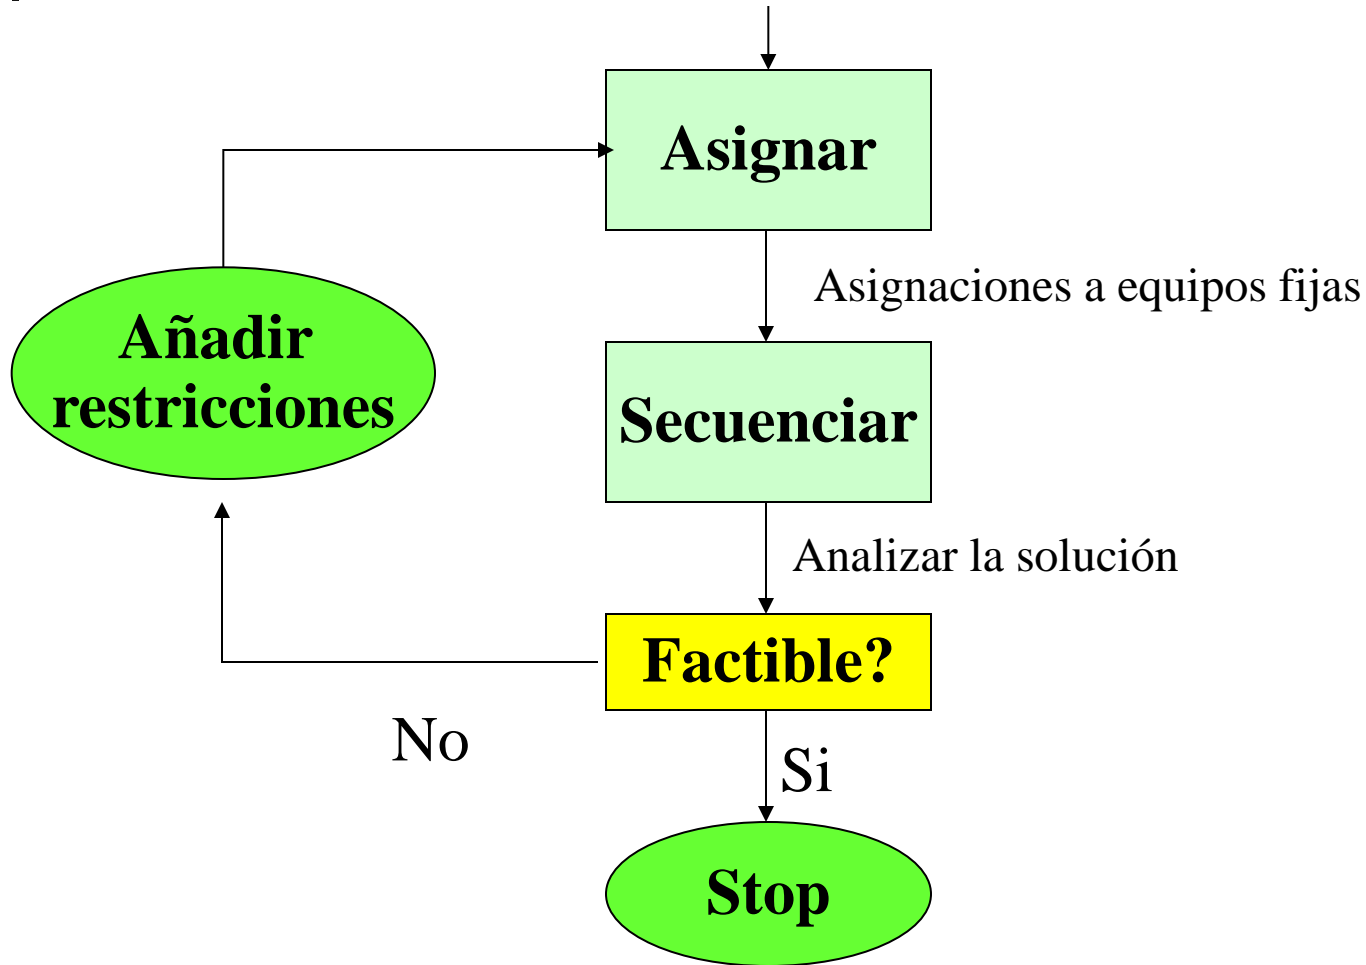 Asignar
Asignaciones a equipos fijas
Añadir
restricciones
Secuenciar
Analizar la solución
Factible?
No
Si
Stop